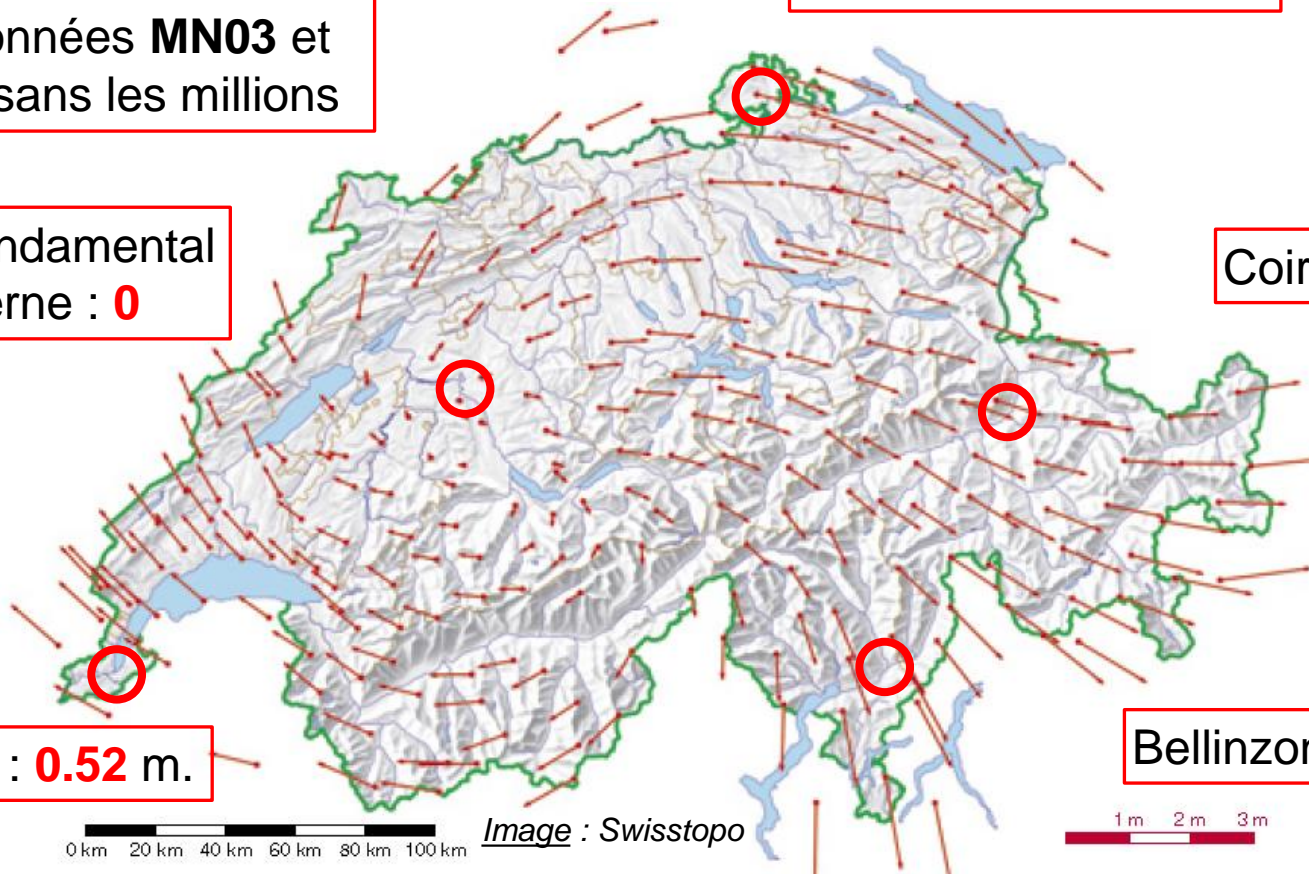 onnées MN03 et
sans les millions
ndamental
erne : 0
Coir
: 0.52 m.
Bellinzor
Image : Swisstopo
0 km 20 km 40 km 60 km 80 km 100 km
1 m 2 m 3 m